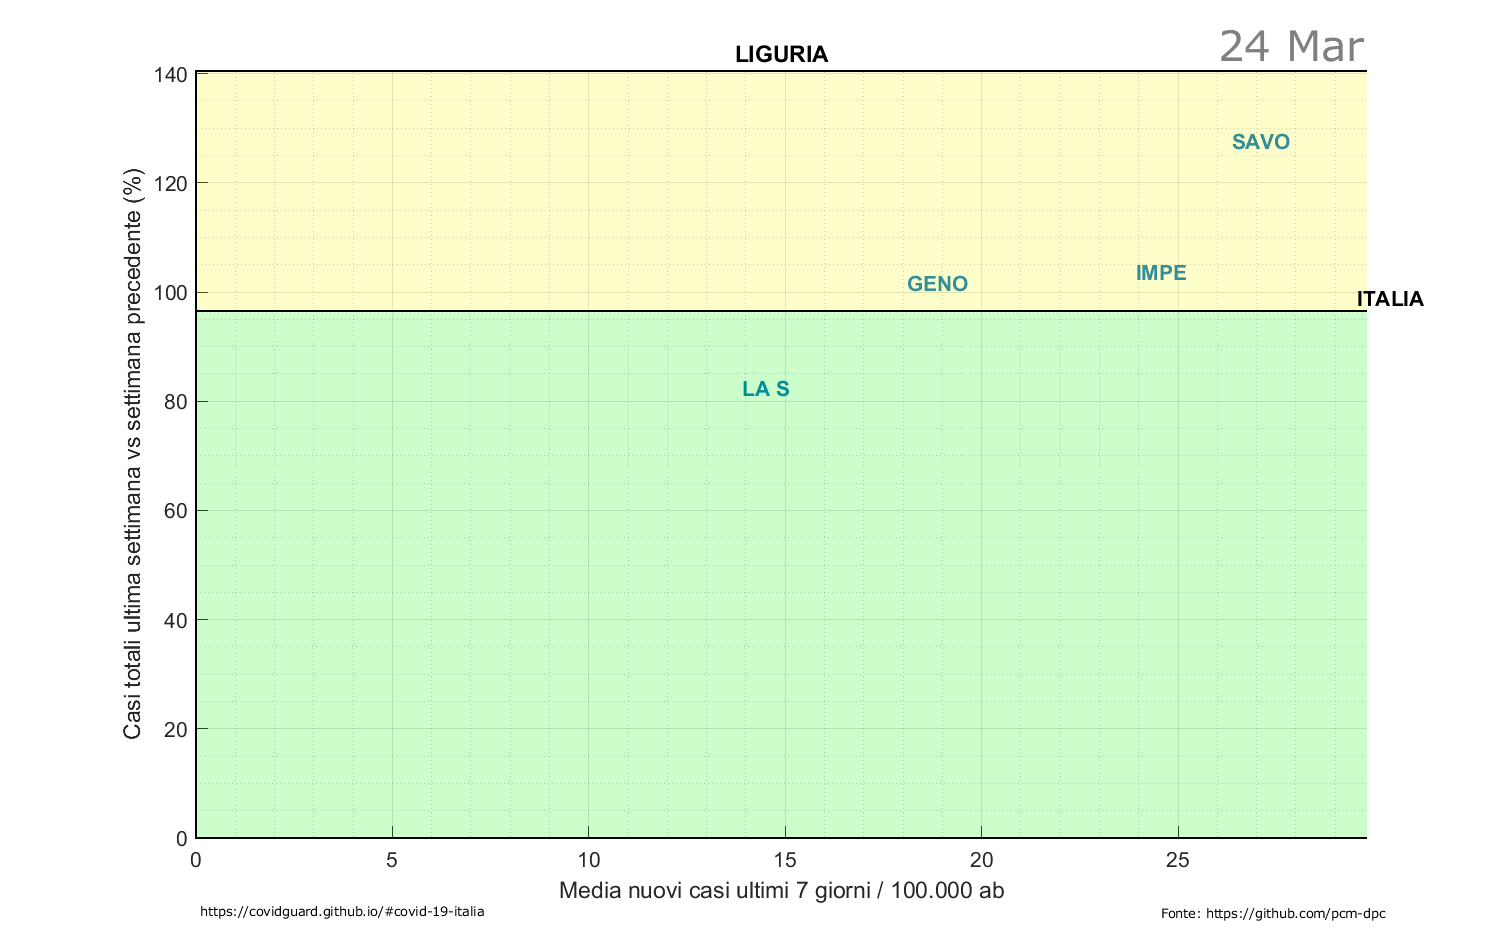 LIGURIA
24 Mar
140
120
100
80
60
40
20
0
Casi totali ultima settimana vs settimana precedente (%)
SAVO
IMPE
GENO
ITALIA
LA S
0 5 10 15 20 25
Media nuovi casi ultimi 7 giorni / 100.000 ab
https://covidguard.github.io/#covid-19-italia
Fonte: https://github.com/pcm-dpc